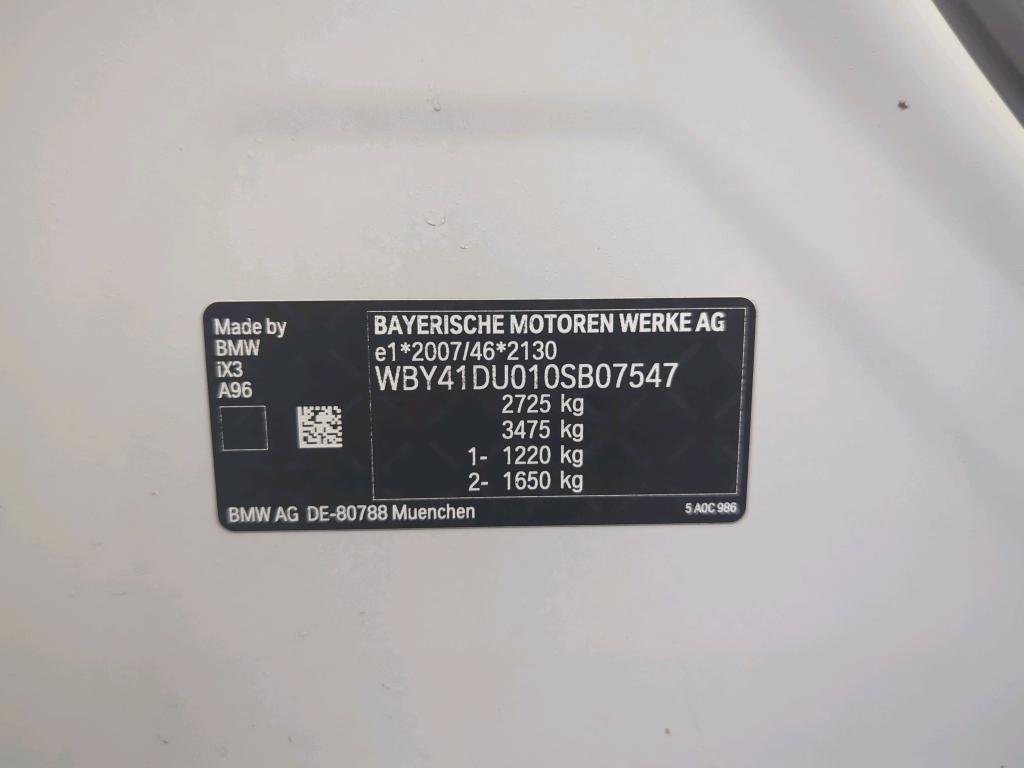 Made by
BMW
iX3
A96
BAYERISCHE MOTOREN WERKE AG
e1*2007/46*2130
WBY41DU010SB07547
2725 kg
3475 kg
1- 1220 kg
2- 1650 kg
BMW AG DE-80788 Muenchen
5 A0C 986